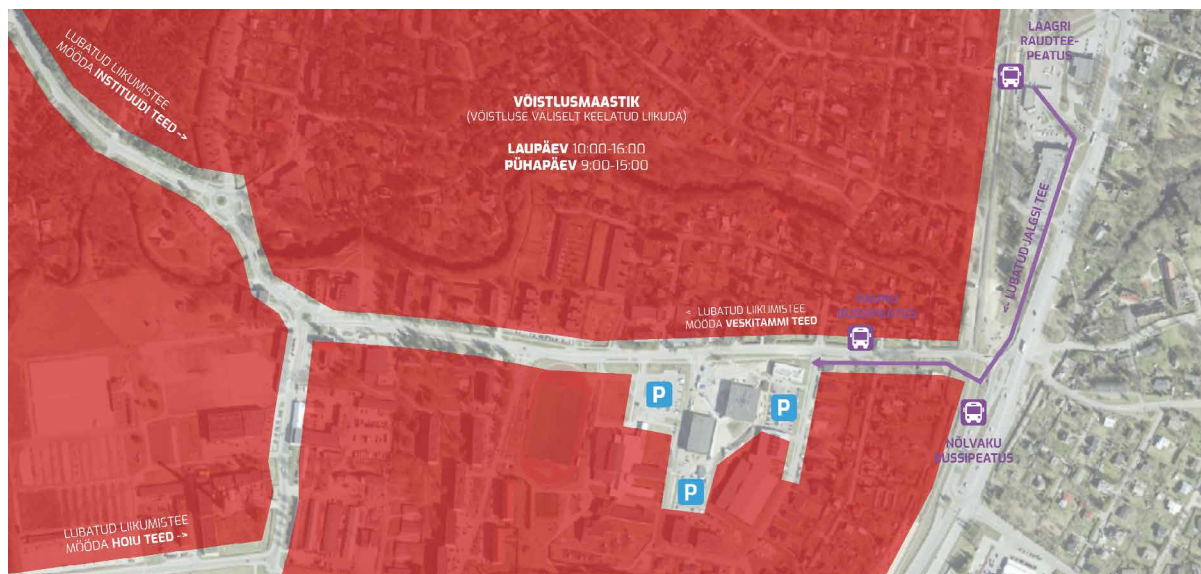 LUBATUD LIIKUMISTEE
MÖÖDA INSTITUUDI TEED ->
VÕISTLUSMAASTIK
(VÕISTLUSE VÄLISELT KEELATUD LIIKUDA)
LAUPÄEV 10:00-16:00
PÜHAPÄEV 9:00-15:00
LAAGRI
RAUDTEE-
PEATUS
<- LUBATUD JALGSI TEE
< LUBATUD LIIKUMISTEE
MÖÖDA VESKITAMMI TEED
BUSSIPEATUS
P
P
P
NÕLVAKU
BUSSIPEATUS
LUBATUD LIIKUMISTEE
MÖÖDA HOIU TEED ->